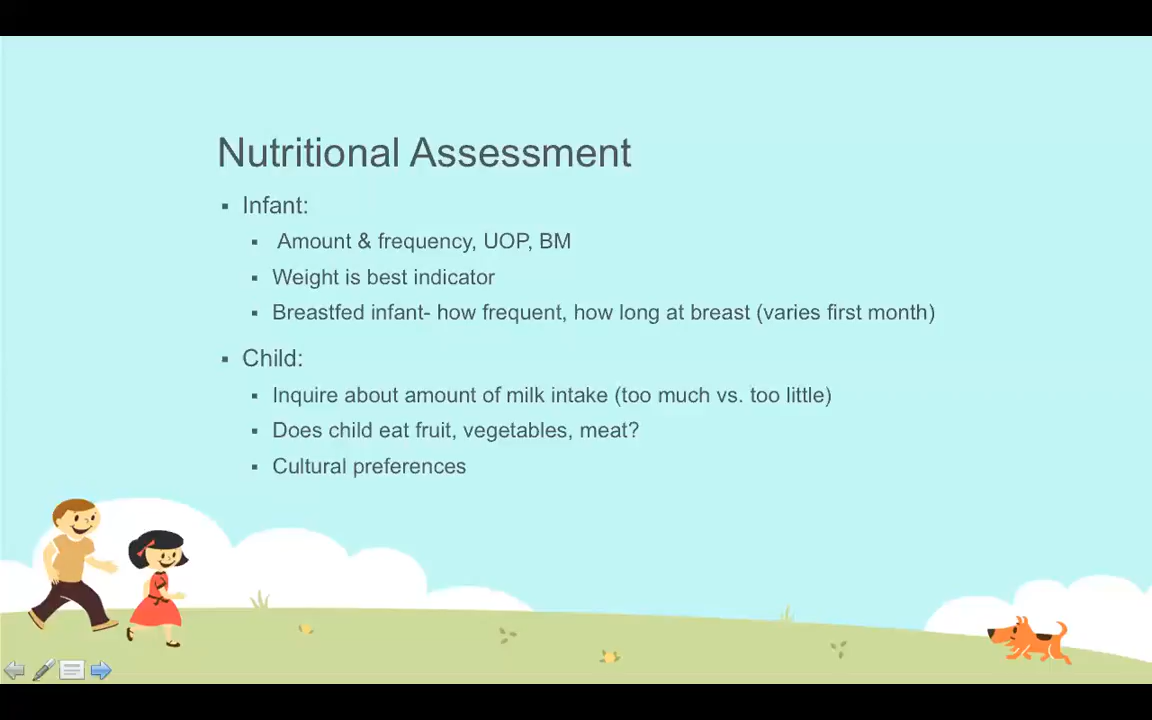 Nutritional Assessment
▪ Infant:
▪ Amount & frequency, UOP, BM
▪ Weight is best indicator
▪ Breastfed infant- how frequent, how long at breast (varies first month)
▪ Child:
▪ Inquire about amount of milk intake (too much vs. too little)
▪ Does child eat fruit, vegetables, meat?
▪ Cultural preferences